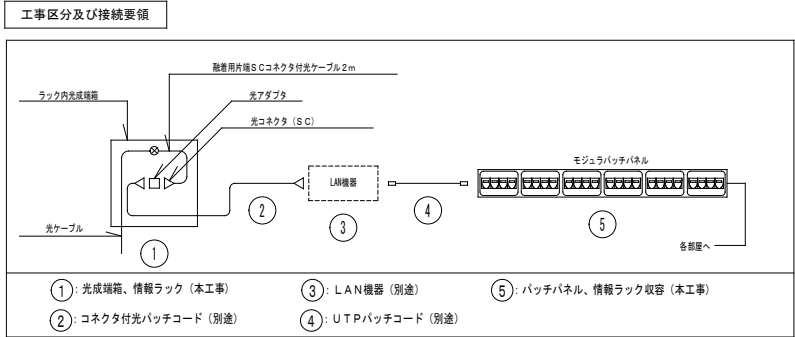 工事区分及び接続要領
融着用片端SCコネクタ付光ケーブル2m
ラック内光成端箱
光アダプタ
光コネクタ(SC)
モジュラパッチパネル
LAN機器
光ケーブル
各部屋へ
1
2
3
4
5
1:光成端箱、情報ラック(本工事)
3:LAN機器(別途)
5:パッチパネル、情報ラック収容(本工事)
2:コネクタ付光パッチコード(別途)
4:UTPパッチコード(別途)